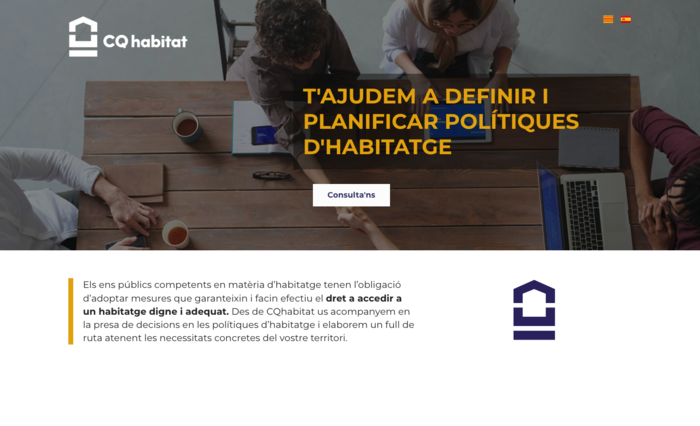 CQ habitat
T'AJUDEM A DEFINIR I
PLANIFICAR POLÍTIQUES
D'HABITATGE
Consulta'ns
Els ens públics competents en matèria d’habitatge tenen l’obligació
d’adoptar mesures que garanteixin i facin efectiu el dret a accedir a
un habitatge digne i adequat. Des de CQhabitat us acompanyem en
la presa de decisions en les polítiques d’habitatge i elaborem un full de
ruta atenent les necessitats concretes del vostre territori.